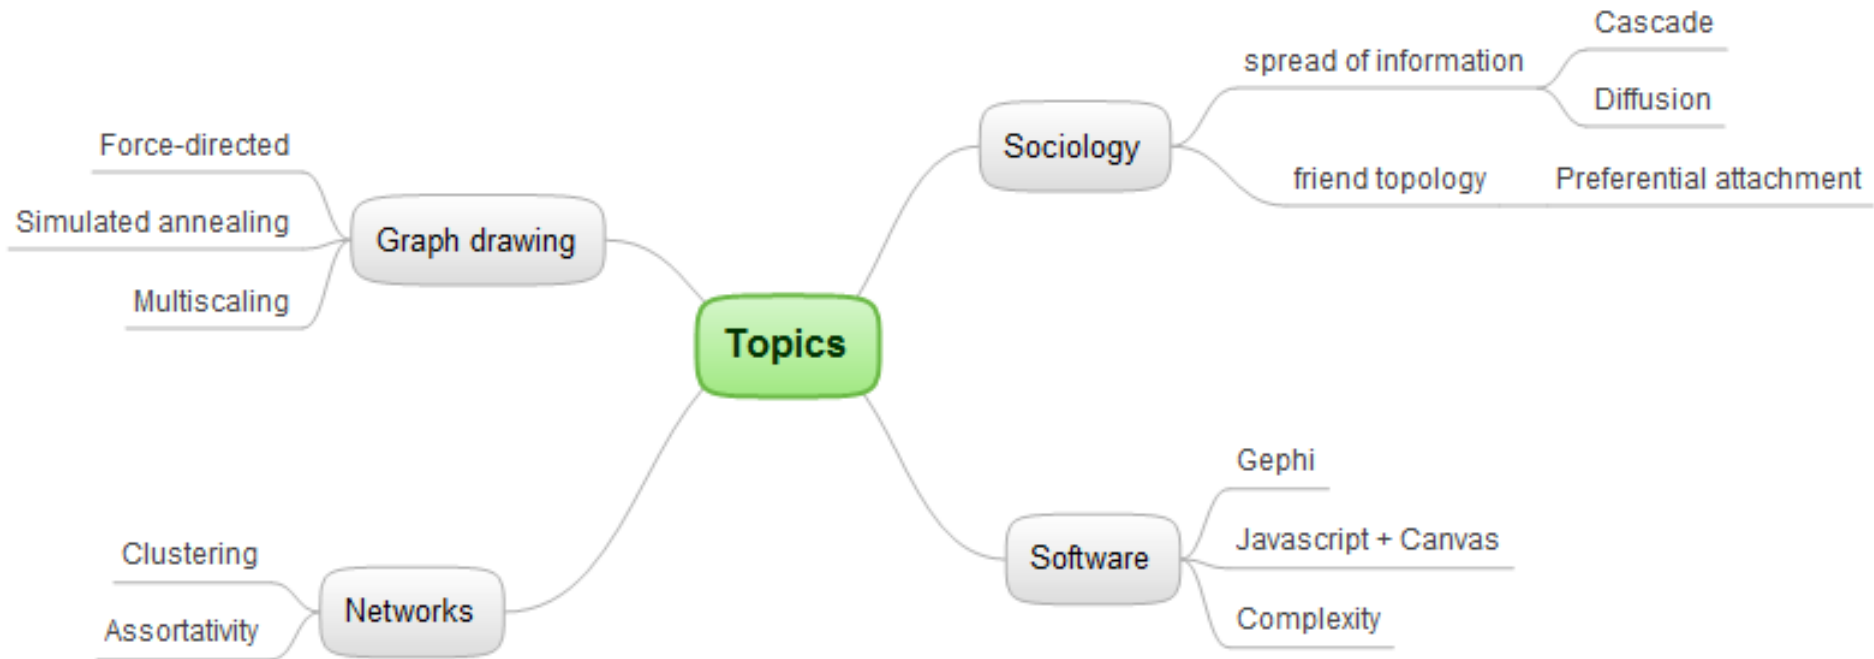 Topics
Sociology
spread of information
Cascade
Diffusion
friend topology
Preferential attachment
Graph drawing
Force-directed
Simulated annealing
Multiscaling
Networks
Clustering
Assortativity
Software
Gephi
Javascript + Canvas
Complexity